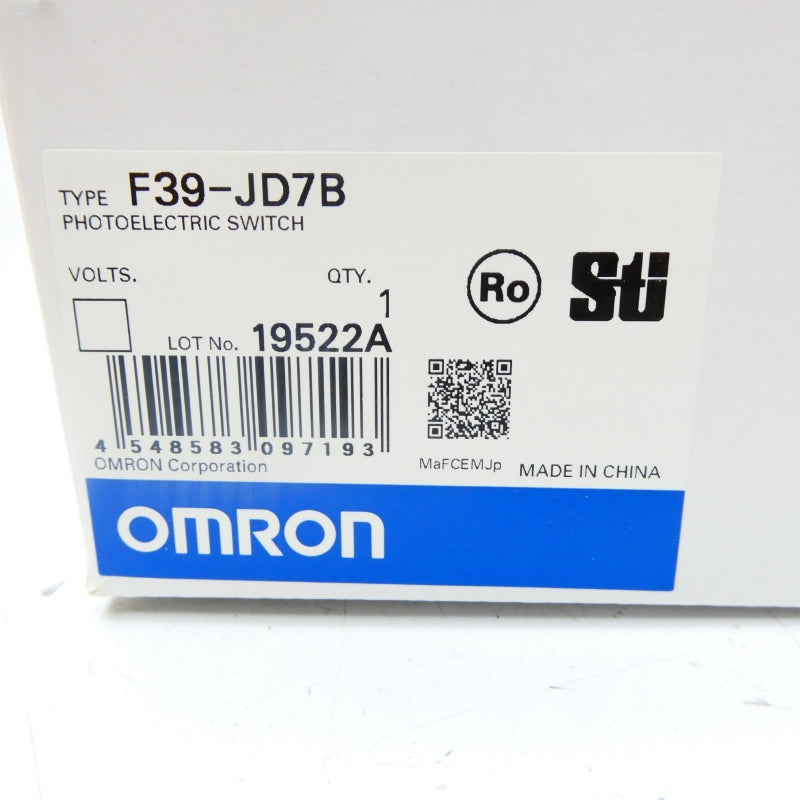 TYPE F39-JD7B
PHOTOELECTRIC SWITCH
VOLTS. QTY.
1
Ro Sti
LOT No. 19522A
4 548583 097193
OMRON Corporation
MaFCEMJp MADE IN CHINA
OMRON